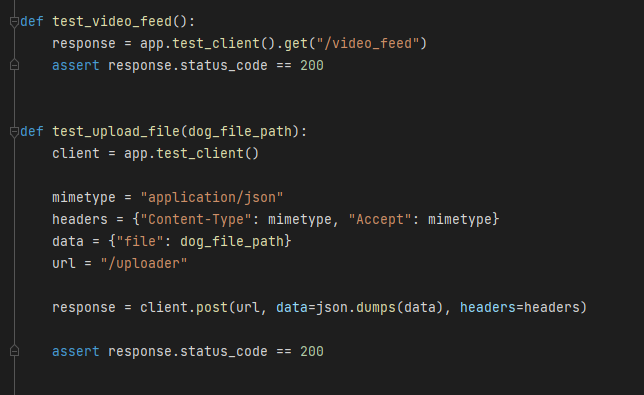 def test_video_feed():
    response = app.test_client().get("/video_feed")
    assert response.status_code == 200
def test_upload_file(dog_file_path):
    client = app.test_client()
    mimetype = "application/json"
    headers = {"Content-Type": mimetype, "Accept": mimetype}
    data = {"file": dog_file_path}
    url = "/uploader"
    response = client.post(url, data=json.dumps(data), headers=headers)
    assert response.status_code == 200